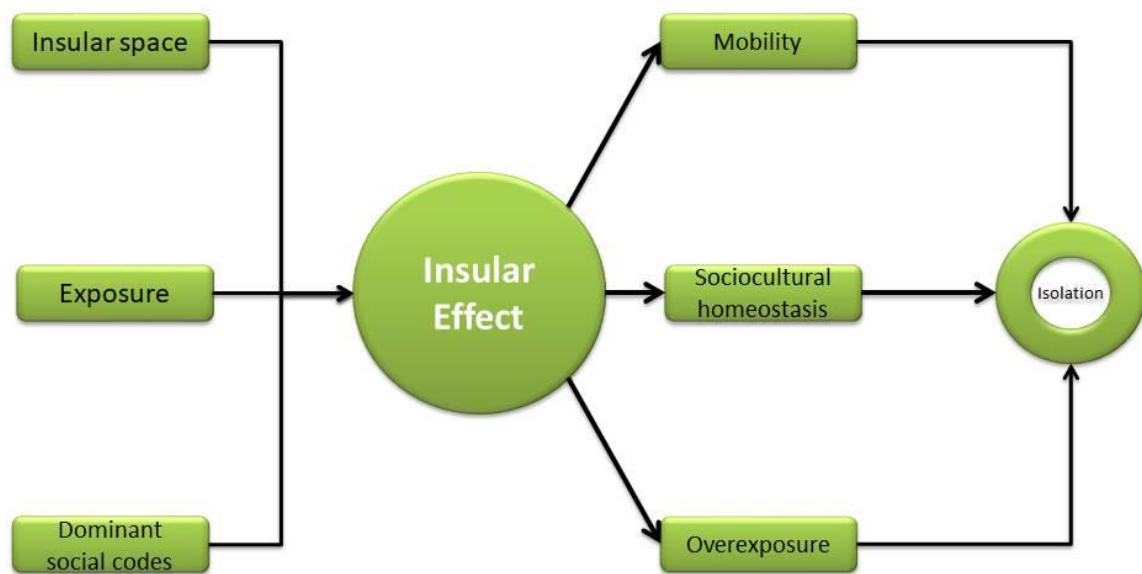 Insular space
Exposure
Dominant
social codes
Insular
Effect
Mobility
Sociocultural
homeostasis
Overexposure
Isolation